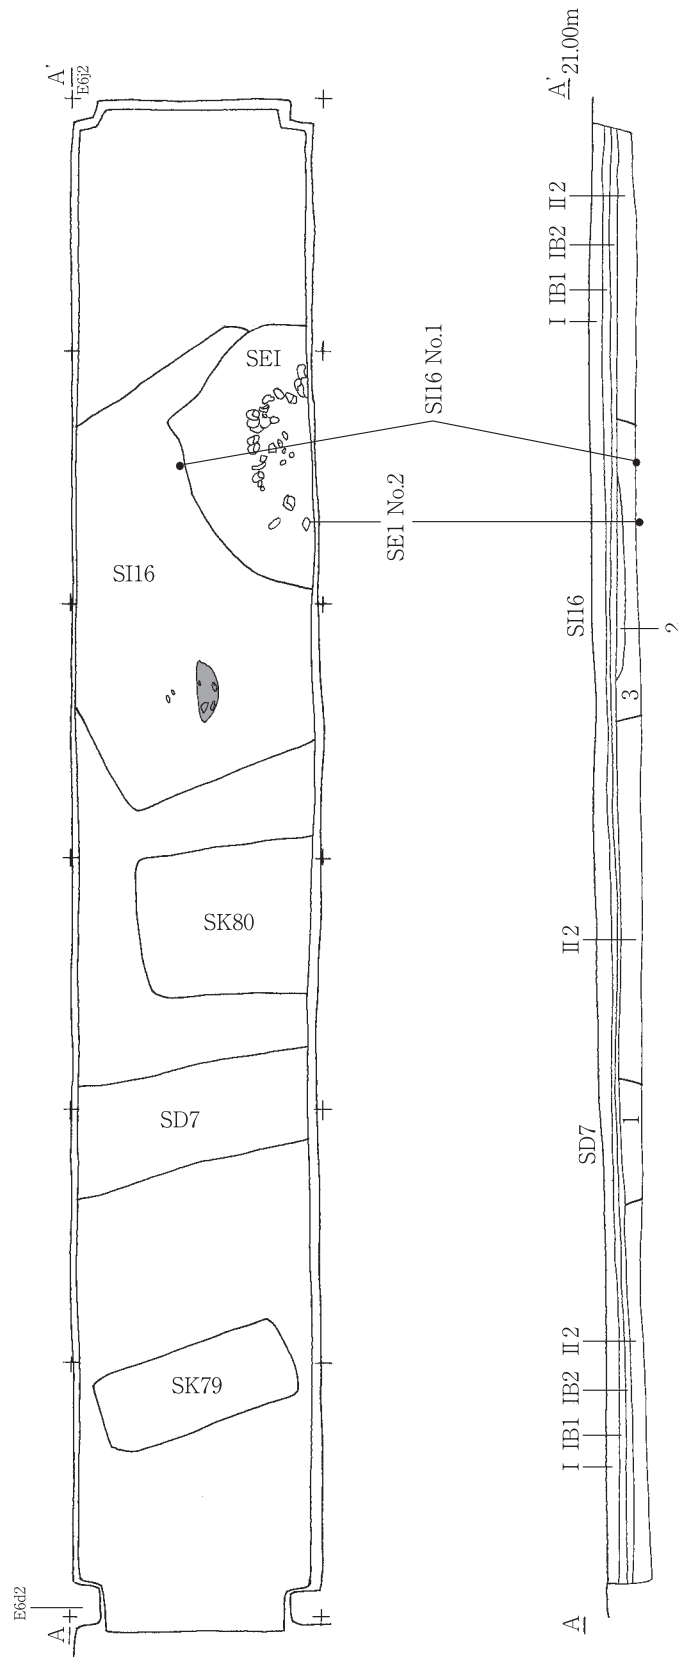 A'
E6j2
A' 21.00m
II 2
IB2
IB1
I
SEI
SI16 No.1
SE1 No.2
SI16
SI16
2
3
SK80
II 2
SD7
SD7
1
SK79
II 2
IB2
IB1
I
E6d2
A
A